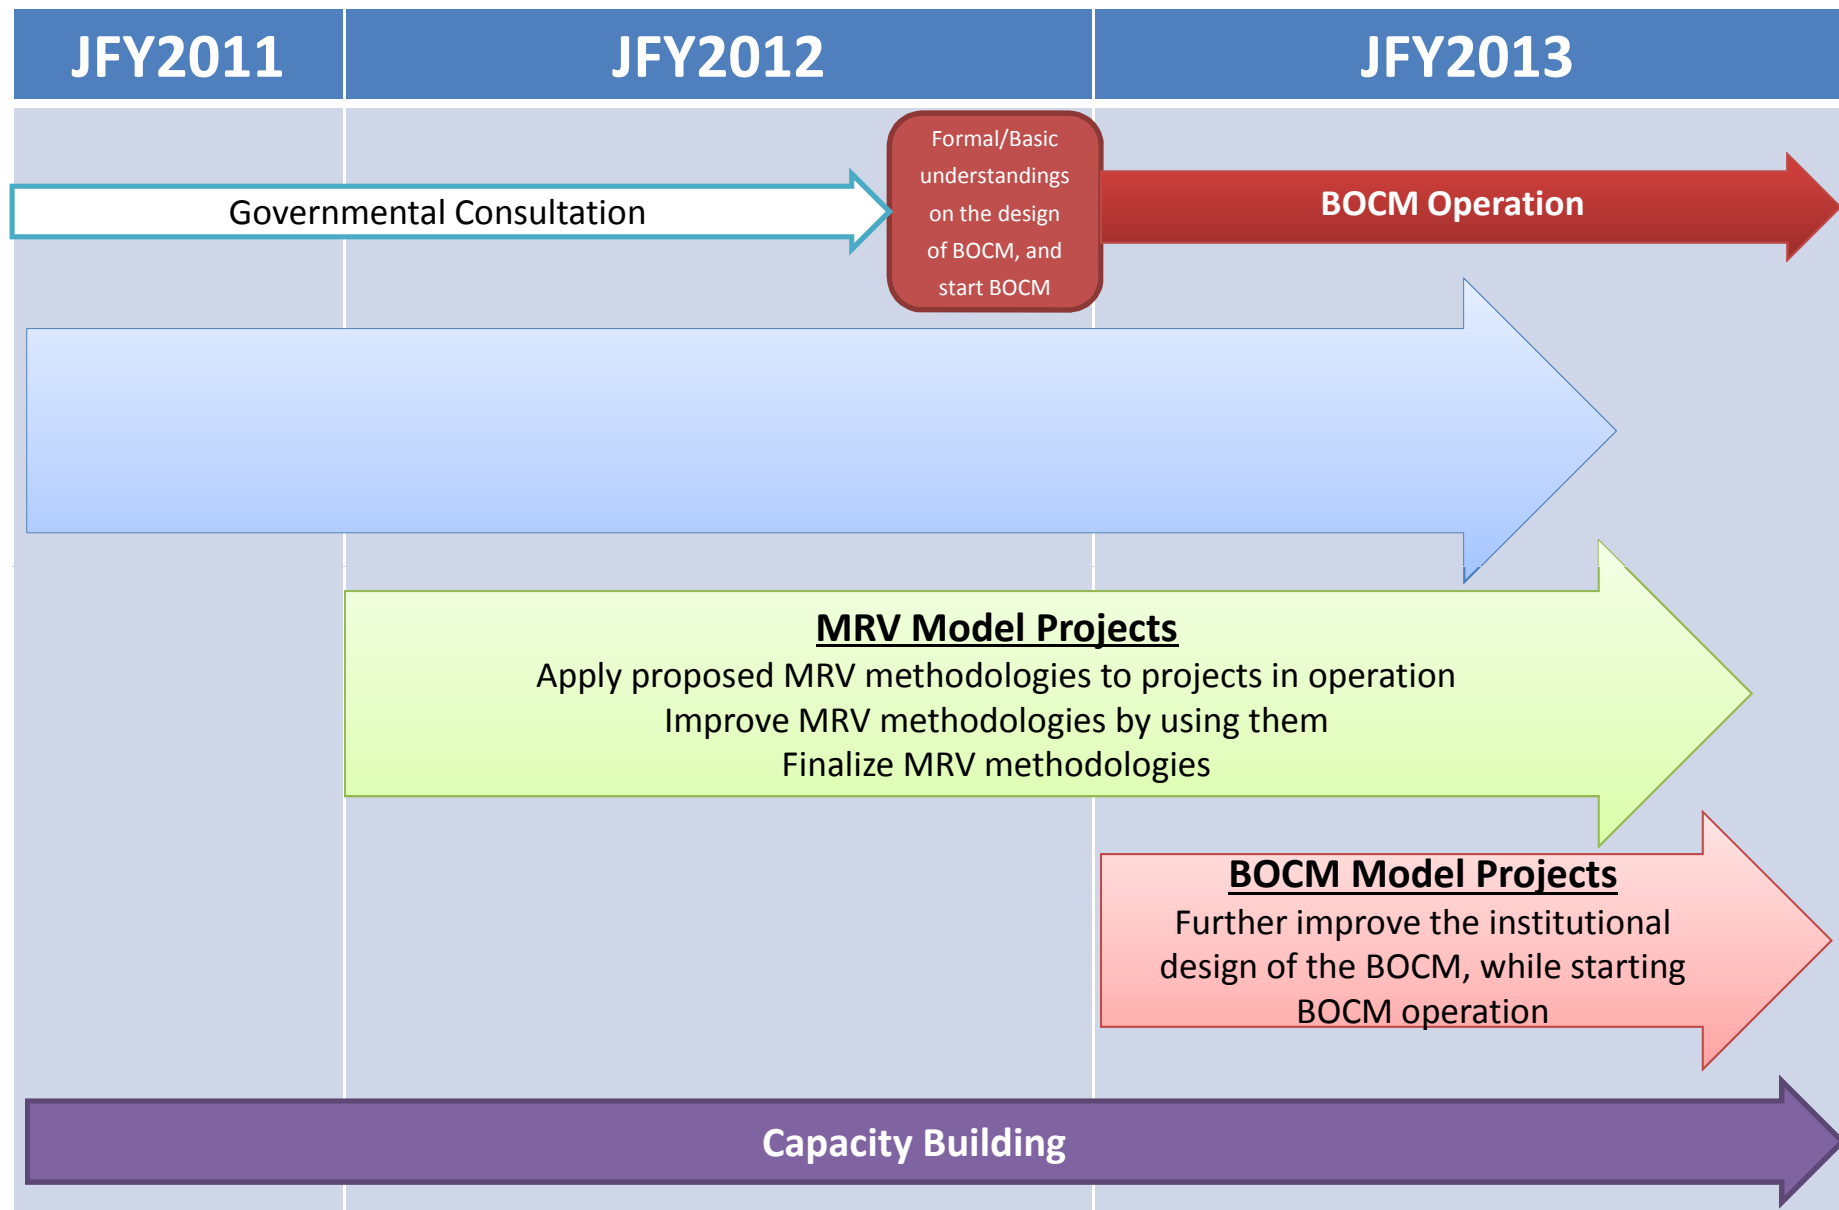 JFY2011
JFY2012
JFY2013
Formal/Basic
understandings
on the design
of BOCM, and
start BOCM
Governmental Consultation
BOCM Operation
MRV Model Projects
Apply proposed MRV methodologies to projects in operation
Improve MRV methodologies by using them
Finalize MRV methodologies
BOCM Model Projects
Further improve the institutional
design of the BOCM, while starting
BOCM operation
Capacity Building